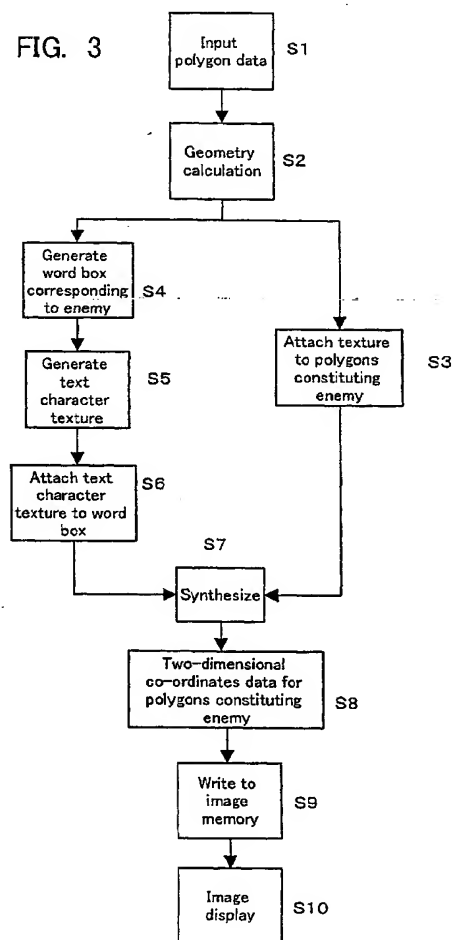 FIG. 3
Input
polygon data
S1
Geometry
calculation
S2
Generate
word box
corresponding
to enemy
S4
Attach texture
to polygons
constituting
enemy
S3
Generate
text
character
texture
S5
Attach text
character
texture to word
box
S6
S7
Synthesize
Two-dimensional
co-ordinates data for
polygons constituting
enemy
S8
Write to
image
memory
S9
Image
display
S10